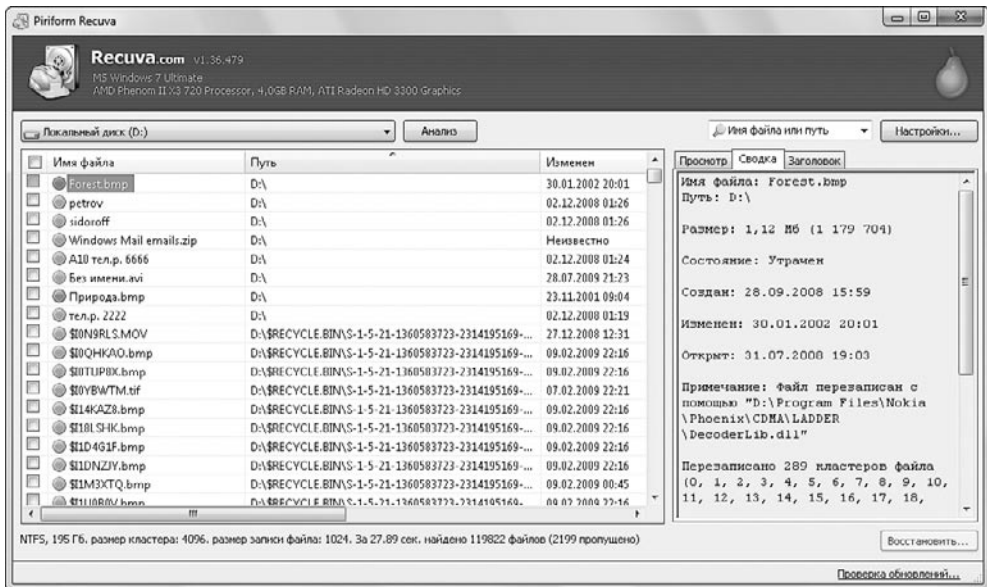 Piriform Recuva
Recuva.com v1.36.479
MS Windows 7 Ultimate
AMD Phenom II X3 720 Processor, 4,0GB RAM, ATI Radeon HD 3300 Graphics
Локальный диск (D:) Анализ Имя файла или путь Настройки...
Имя файла Путь Изменен
Forest.bmp D:\ 30.01.2002 20:01
petrov D:\ 02.12.2008 01:26
sidoroff D:\ 02.12.2008 01:26
Windows Mail emails.zip D:\ Неизвестно
А10 тел.р. 6666 D:\ 02.12.2008 01:24
Без имени.avi D:\ 28.07.2009 21:23
Природа.bmp D:\ 23.11.2001 09:04
тел.р. 2222 D:\ 02.12.2008 01:19
$I0N9RLS.MOV D:\$RECYCLE.BIN\S-1-5-21-1360583723-2314195169-... 27.12.2008 12:31
$I0QHKAO.bmp D:\$RECYCLE.BIN\S-1-5-21-1360583723-2314195169-... 09.02.2009 22:16
$I0TUP8X.bmp D:\$RECYCLE.BIN\S-1-5-21-1360583723-2314195169-... 09.02.2009 22:16
$I0YBWTM.tif D:\$RECYCLE.BIN\S-1-5-21-1360583723-2314195169-... 07.02.2009 22:21
$I14KAZ8.bmp D:\$RECYCLE.BIN\S-1-5-21-1360583723-2314195169-... 09.02.2009 22:16
$I18LSHK.bmp D:\$RECYCLE.BIN\S-1-5-21-1360583723-2314195169-... 09.02.2009 22:16
$I1D4G1F.bmp D:\$RECYCLE.BIN\S-1-5-21-1360583723-2314195169-... 09.02.2009 22:16
$I1DNZJY.bmp D:\$RECYCLE.BIN\S-1-5-21-1360583723-2314195169-... 09.02.2009 22:16
$I1M3XTQ.bmp D:\$RECYCLE.BIN\S-1-5-21-1360583723-2314195169-... 09.02.2009 00:45
D:\$RECYCLE.BIN\S-1-5-21-1360583723-2314195169-... 09.02.2009 22:16
Просмотр Сводка Заголовок
Имя файла: Forest.bmp
Путь: D:\
Размер: 1,12 Мб (1 179 704)
Состояние: Утрачен
Создан: 28.09.2008 15:59
Изменен: 30.01.2002 20:01
Открыт: 31.07.2008 19:03
Примечание: Файл перезаписан с
помощью "D:\Program Files\Nokia
\Phoenix\CDMA\LADDER
\DecoderLib.dll"
Перезаписано 289 кластеров файла
(0, 1, 2, 3, 4, 5, 6, 7, 8, 9, 10,
11, 12, 13, 14, 15, 16, 17, 18,
NTFS, 195 Гб, размер кластера: 4096, размер записи файла: 1024. За 27.89 сек. найдено 119822 файлов (2199 пропущено)
Восстановить...
Проверка обновлений...